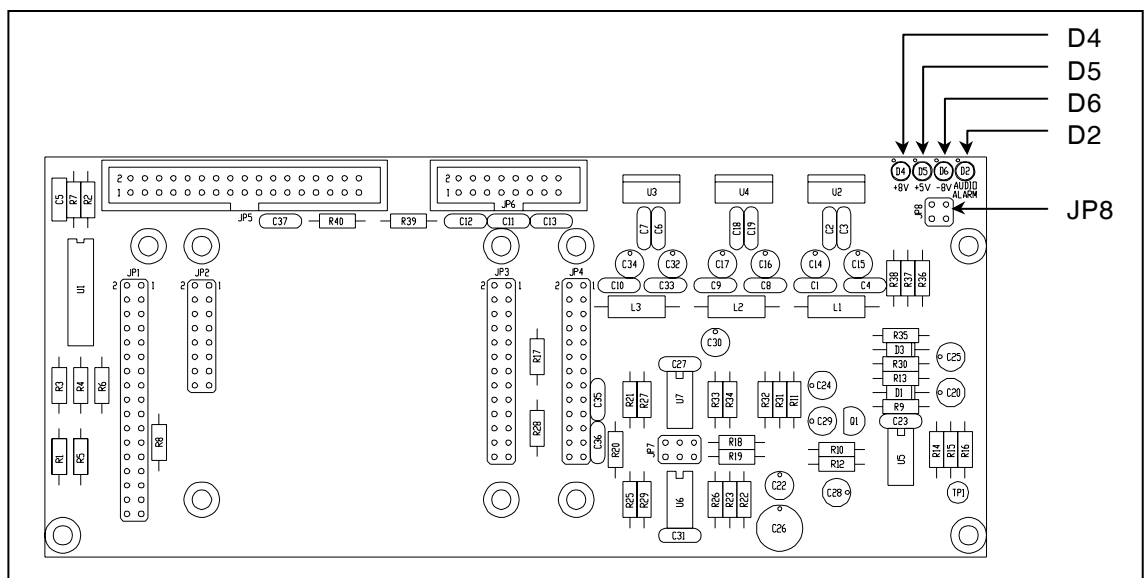 D4
D5
D6
D2
JP8
D4 D5 D6 D2
+8V +5V -8V AUDIO ALARM
JP8
2
1
JP5
2
1
JP6
C5 R7 R2
C37 R40 R39 C12 C11 C13
U3 U4 U2
C7 C6 C18 C19 C2 C3
U1
JP1
2 1
JP2
2 1
JP3
2 1
JP4
2 1
C34 C32 C17 C16 C14 C15
C10 C33 C9 C8 C1 C4
R38 R37 R36
L3 L2 L1
C30
R35
D3
R30
R13
D1
R9
C23
C25
C20
R17
C27
R3 R4 R6
C35
R21 R27
U7
R33 R34
R32 R31 R11
C24
C29
Q1
R1 R5
R8
R28
C36
R20
JP7
R18
R19
R10
R12
U5
R14 R15 R16
R25 R29
U6
R26 R23 R22
C22
C28
TP1
C26
C31